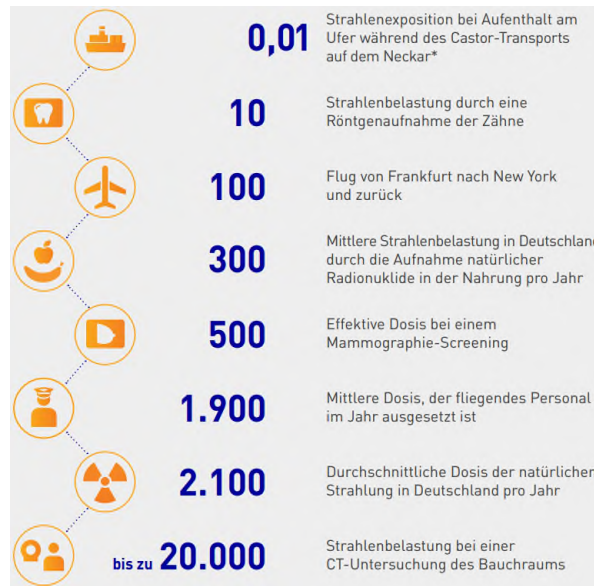 0,01
Strahlenexposition bei Aufenthalt am
Ufer während des Castor-Transports
auf dem Neckar*
10
Strahlenbelastung durch eine
Röntgenaufnahme der Zähne
100
Flug von Frankfurt nach New York
und zurück
300
Mittlere Strahlenbelastung in Deutschland
durch die Aufnahme natürlicher
Radionuklide in der Nahrung pro Jahr
500
Effektive Dosis bei einem
Mammographie-Screening
1.900
Mittlere Dosis, der fliegendes Personal
im Jahr ausgesetzt ist
2.100
Durchschnittliche Dosis der natürlichen
Strahlung in Deutschland pro Jahr
bis zu 20.000
Strahlenbelastung bei einer
CT-Untersuchung des Bauchraums